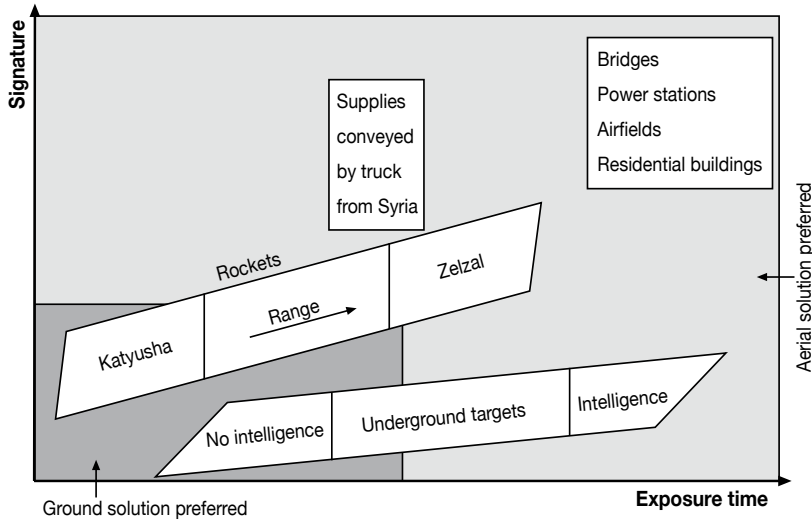 Signature
Bridges
Power stations
Airfields
Residential buildings
Supplies
conveyed
by truck
from Syria
Rockets
Zelzal
Range
Katyusha
Aerial solution preferred
Intelligence
Underground targets
No intelligence
Exposure time
Ground solution preferred